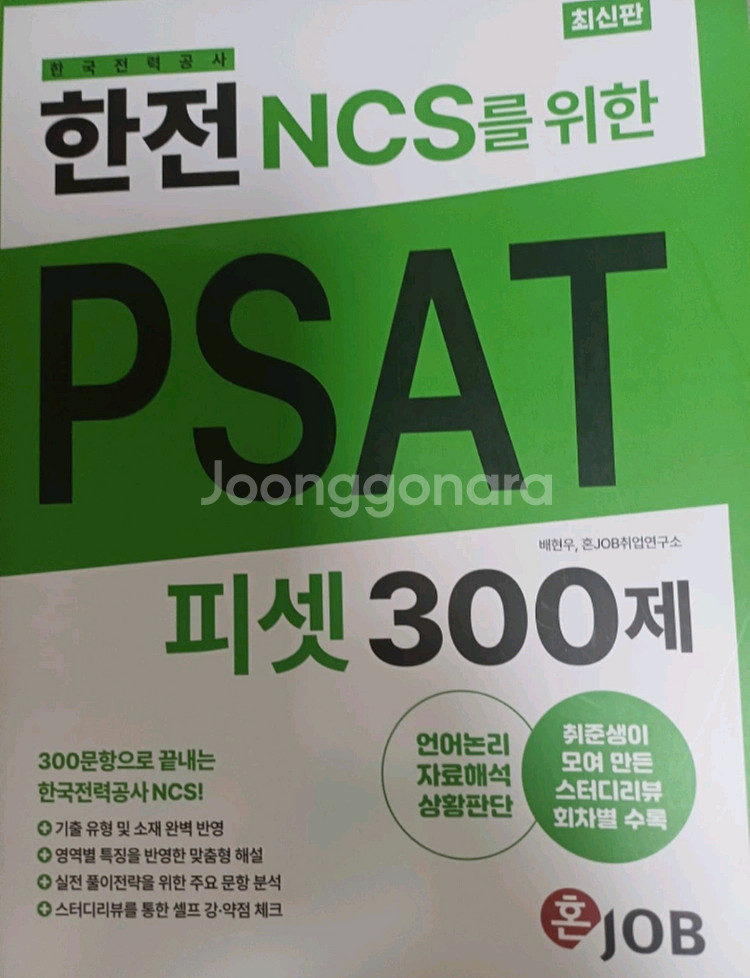 최신판
한국전력공사
한전 NCS를 위한
PSAT
Joonggonara
배현우, 혼JOB취업연구소
피셋 300제
언어논리
자료해석
상황판단
취준생이
모여 만든
스터디리뷰
회차별 수록
300문항으로 끝내는
한국전력공사 NCS!
기출 유형 및 소재 완벽 반영
영역별 특징을 반영한 맞춤형 해설
실전 풀이전략을 위한 주요 문항 분석
스터디리뷰를 통한 셀프 강·약점 체크
혼JOB